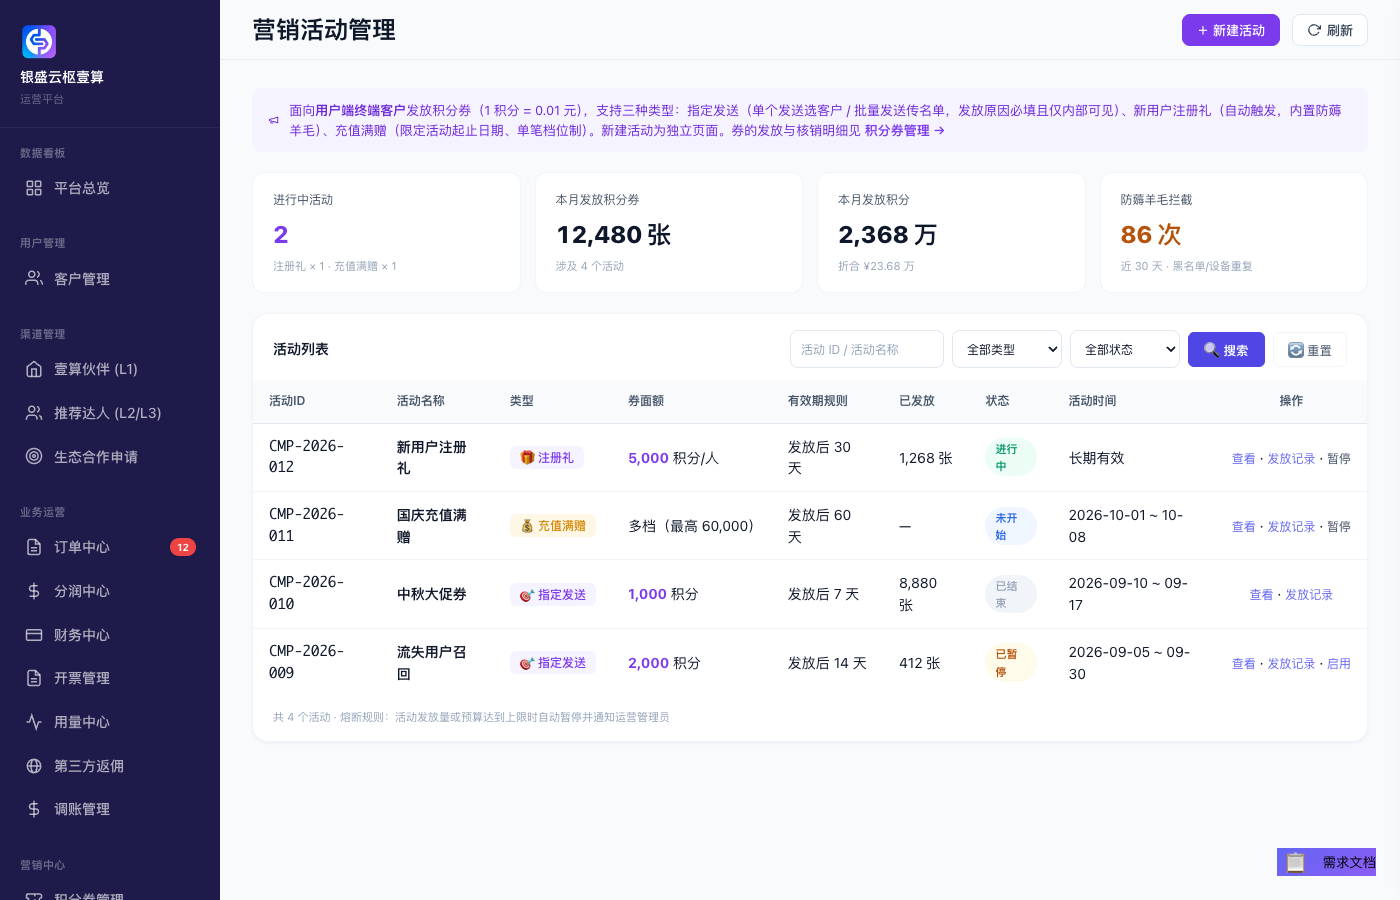 银盛云枢壹算
运营平台
数据看板
平台总览
用户管理
客户管理
渠道管理
壹算伙伴 (L1)
推荐达人 (L2/L3)
生态合作申请
业务运营
订单中心 12
分润中心
财务中心
开票管理
用量中心
第三方返佣
调账管理
营销中心
积分券管理
营销活动管理
+ 新建活动
刷新
面向用户端终端客户发放积分券（1 积分 = 0.01 元），支持三种类型：指定发送（单个发送选客户 / 批量发送传名单，发放原因必填且仅内部可见）、新用户注册礼（自动触发，内置防薅
羊毛）、充值满赠（限定活动起止日期、单笔档位制）。新建活动为独立页面。券的发放与核销明细见 积分券管理 →
进行中活动
2
注册礼 × 1 · 充值满赠 × 1
本月发放积分券
12,480 张
涉及 4 个活动
本月发放积分
2,368 万
折合 ¥23.68 万
防薅羊毛拦截
86 次
近 30 天 · 黑名单/设备重复
活动列表
活动 ID / 活动名称
全部类型
全部状态
搜索
重置
活动ID 活动名称 类型 券面额 有效期规则 已发放 状态 活动时间 操作
CMP-2026-
012
新用户注册
礼
注册礼
5,000 积分/人
发放后 30
天
1,268 张
进行
中
长期有效
查看 · 发放记录 · 暂停
CMP-2026-
011
国庆充值满
赠
充值满赠
多档（最高 60,000）
发放后 60
天
—
未开
始
2026-10-01 ~ 10-
08
查看 · 发放记录 · 暂停
CMP-2026-
010
中秋大促券
指定发送
1,000 积分
发放后 7 天
8,880
张
已结
束
2026-09-10 ~ 09-
17
查看 · 发放记录
CMP-2026-
009
流失用户召
回
指定发送
2,000 积分
发放后 14 天
412 张
已暂
停
2026-09-05 ~ 09-
30
查看 · 发放记录 · 启用
共 4 个活动 · 熔断规则：活动发放量或预算达到上限时自动暂停并通知运营管理员
需求文档